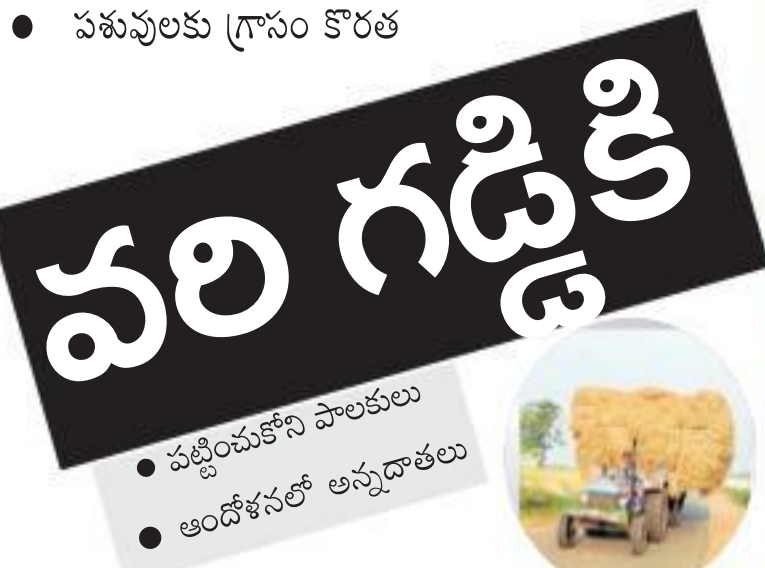 ● పశువులకు గ్రాసం కొరత
వరి గడ్డికి
● పట్టించుకోని పాలకులు
● ఆందోళనలో అన్నదాతలు